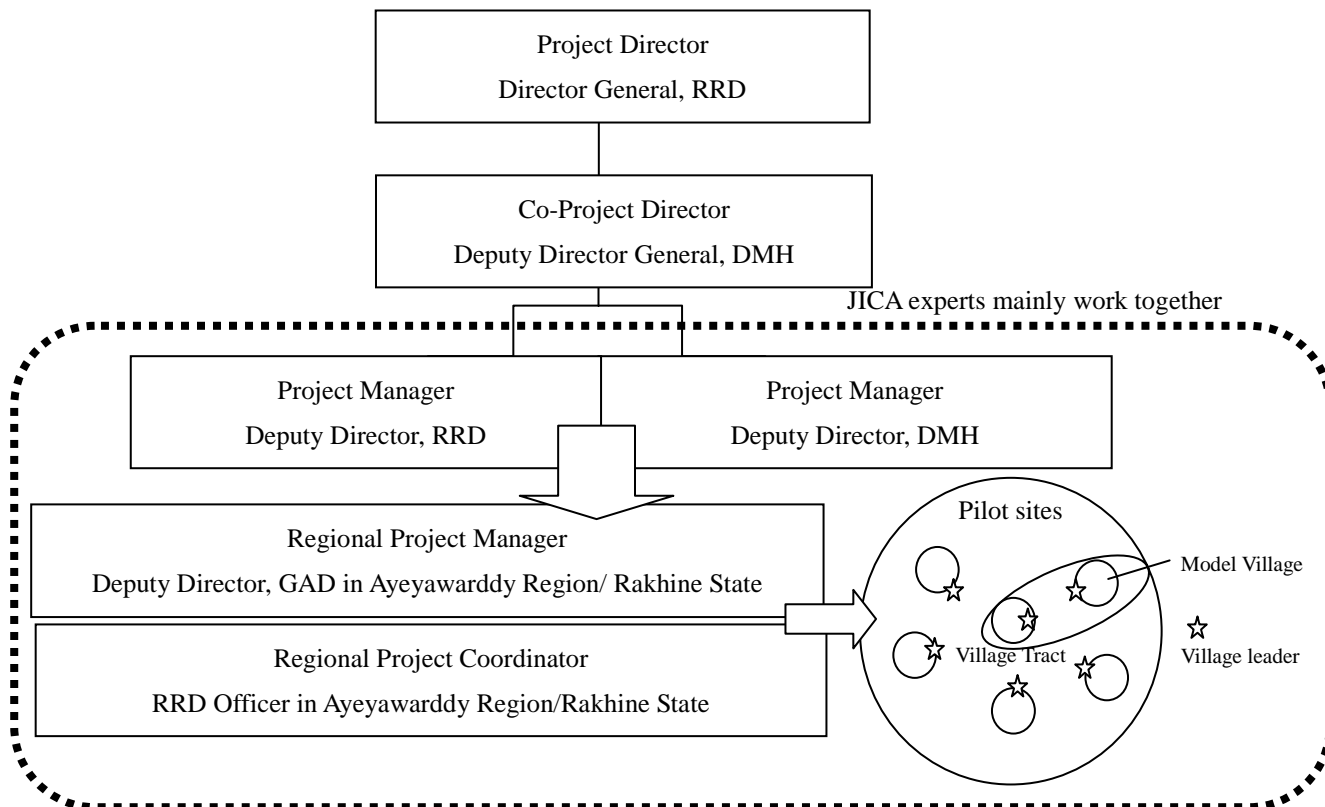 Project Director
Director General, RRD
Co-Project Director
Deputy Director General, DMH
JICA experts mainly work together
Project Manager
Deputy Director, RRD
Project Manager
Deputy Director, DMH
Regional Project Manager
Deputy Director, GAD in Ayeyawarddy Region/ Rakhine State
Regional Project Coordinator
RRD Officer in Ayeyawarddy Region/Rakhine State
Pilot sites
Model Village
Village Tract
Village leader